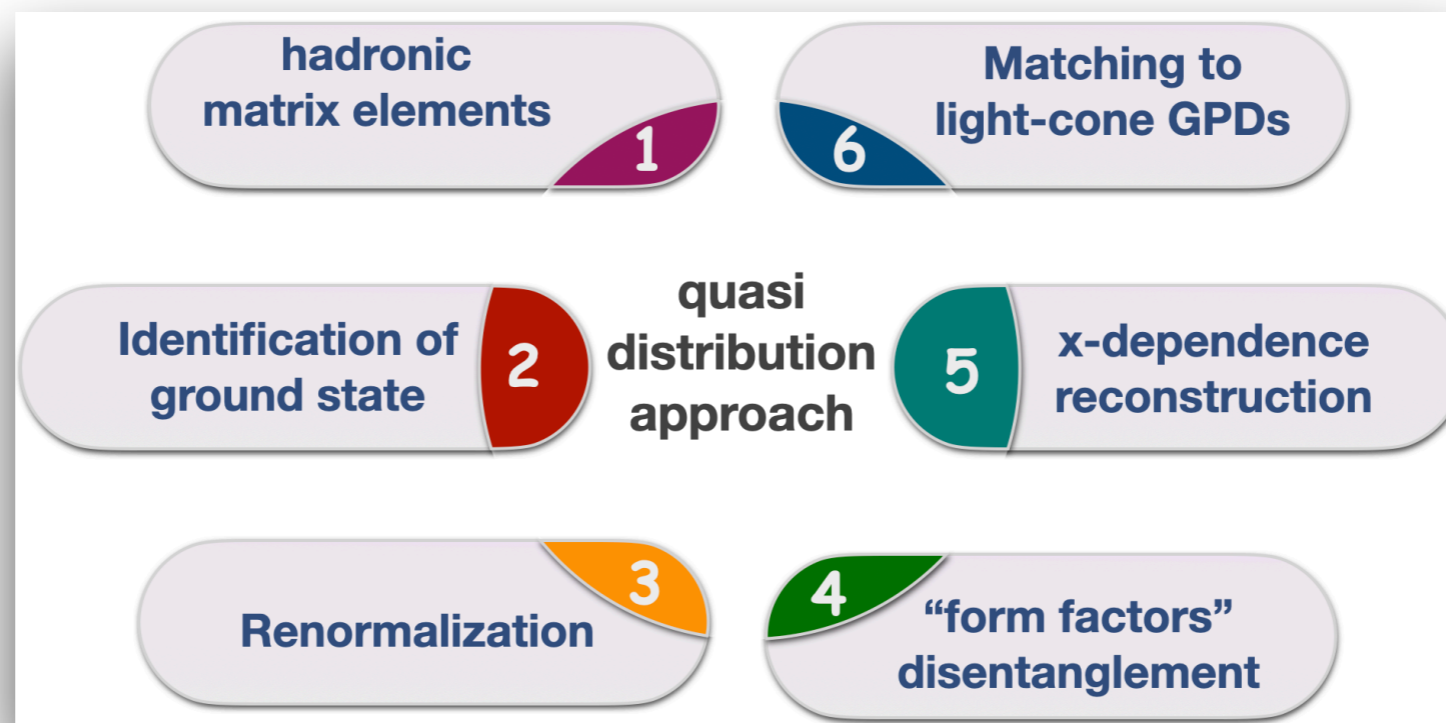 hadronic
matrix elements
1
Identification of
ground state
2
Renormalization
3
quasi
distribution
approach
4
“form factors”
disentanglement
5
x-dependence
reconstruction
6
Matching to
light-cone GPDs